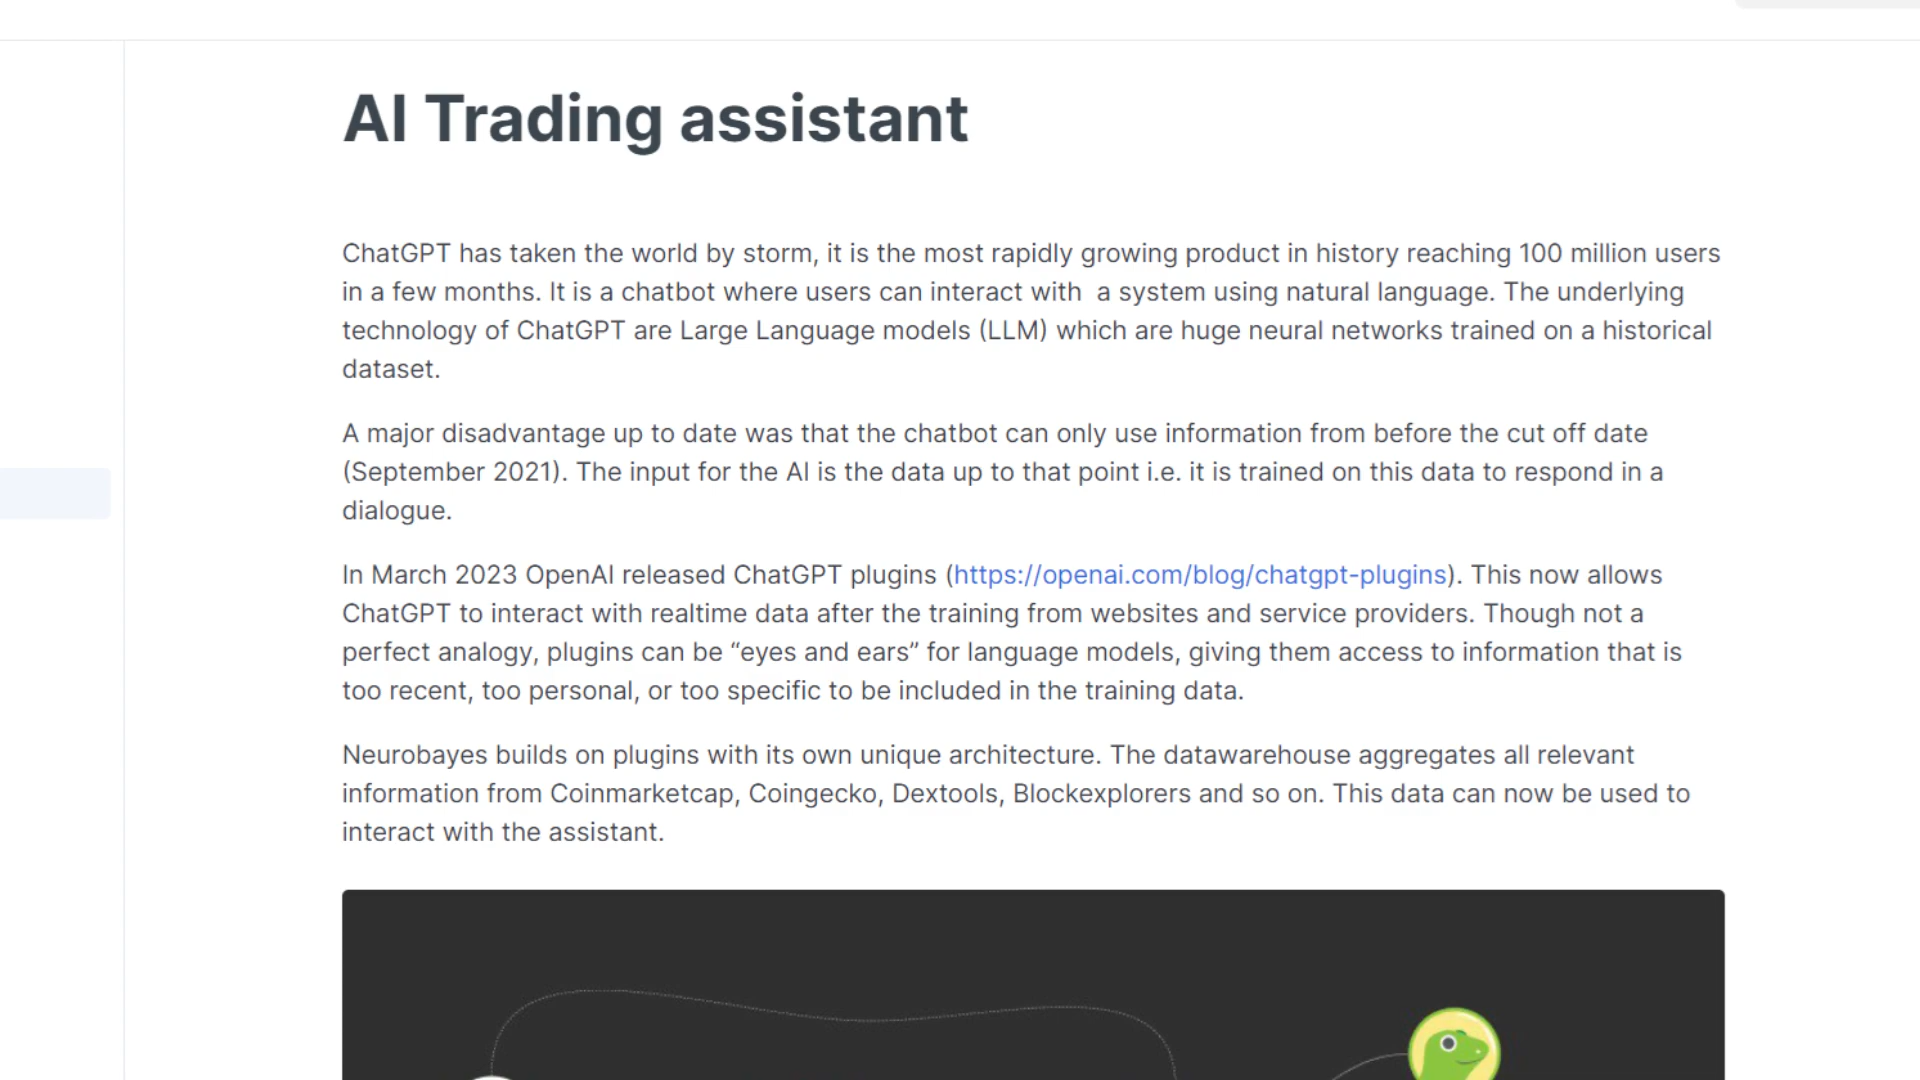 AI Trading assistant
ChatGPT has taken the world by storm, it is the most rapidly growing product in history reaching 100 million users
in a few months. It is a chatbot where users can interact with  a system using natural language. The underlying
technology of ChatGPT are Large Language models (LLM) which are huge neural networks trained on a historical
dataset.
A major disadvantage up to date was that the chatbot can only use information from before the cut off date
(September 2021). The input for the AI is the data up to that point i.e. it is trained on this data to respond in a
dialogue.
In March 2023 OpenAI released ChatGPT plugins (https://openai.com/blog/chatgpt-plugins). This now allows
ChatGPT to interact with realtime data after the training from websites and service providers. Though not a
perfect analogy, plugins can be “eyes and ears” for language models, giving them access to information that is
too recent, too personal, or too specific to be included in the training data.
Neurobayes builds on plugins with its own unique architecture. The datawarehouse aggregates all relevant
information from Coinmarketcap, Coingecko, Dextools, Blockexplorers and so on. This data can now be used to
interact with the assistant.